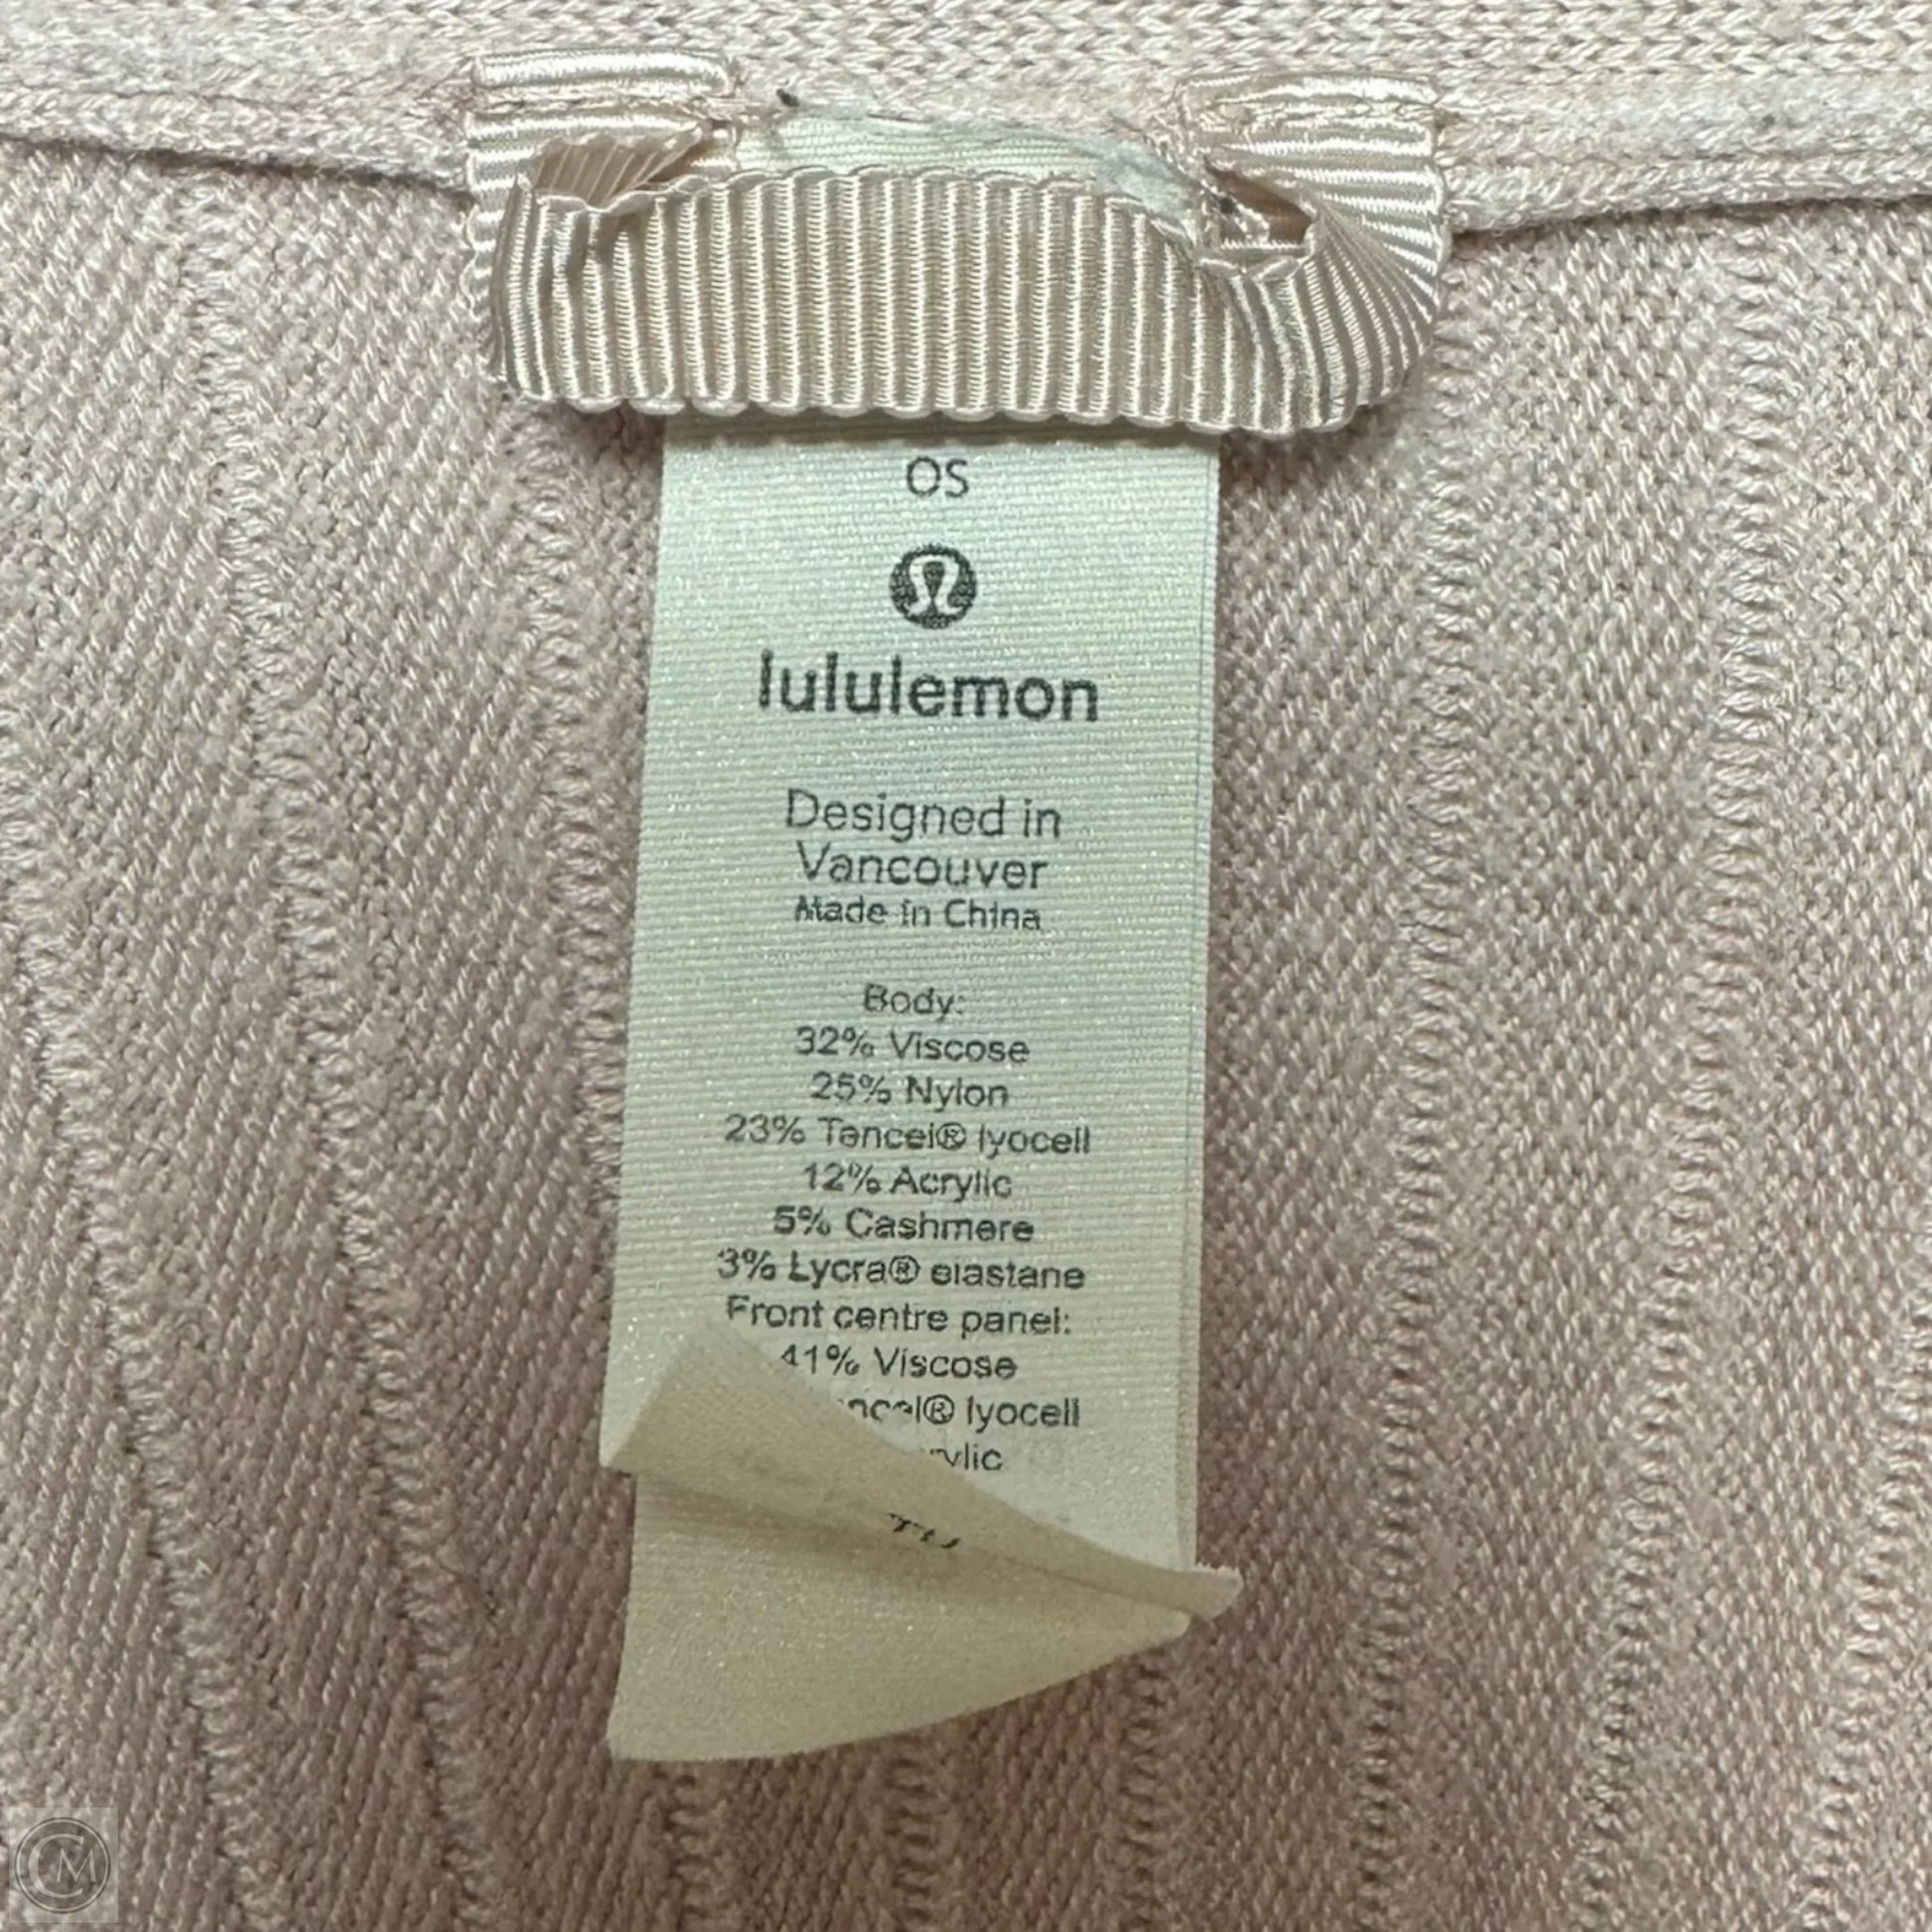 OS
lululemon
Designed in
Vancouver
Made in China
Body:
32% Viscose
25% Nylon
23% Tencel® lyocell
12% Acrylic
5% Cashmere
3% Lycra® elastane
Front centre panel:
41% Viscose
lyocell
CM